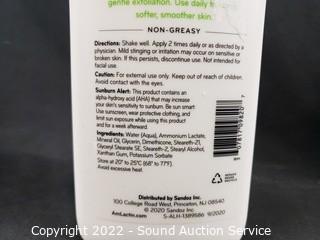 gentle exfoliation. Use daily
softer, smoother skin.
NON-GREASY
Directions: Shake well. Apply 2 times daily or as directed by
a physician. Mild stinging or irritation may occur on sensitive or
broken skin. If this persists, discontinue use. Not intended for
facial use.
Caution: For external use only. Keep out of reach of children.
Avoid contact with the eyes.
Sunburn Alert: This product contains an
alpha-hydroxy acid (AHA) that may increase
your skin's sensitivity to sunburn. Be sun smart:
use sunscreen, wear protective clothing, and
limit sun exposure while using this product
and for a week afterward.
Ingredients: Water (Aqua), Ammonium Lactate,
Mineral Oil, Glycerin, Dimethicone, Steareth-21,
Glyceryl Stearate SE, Steareth-2, Stearyl Alcohol,
Xanthan Gum, Potassium Sorbate
Store at 20° to 25°C (68° to 77°F).
Avoid excessive heat.
Distributed by Sandoz Inc.
100 College Road West, Princeton, NJ 08540
© 2020 Sandoz Inc.
AmLactin.com S-ALH-1389586 9/2020
Copyright 2022 - Sound Auction Service